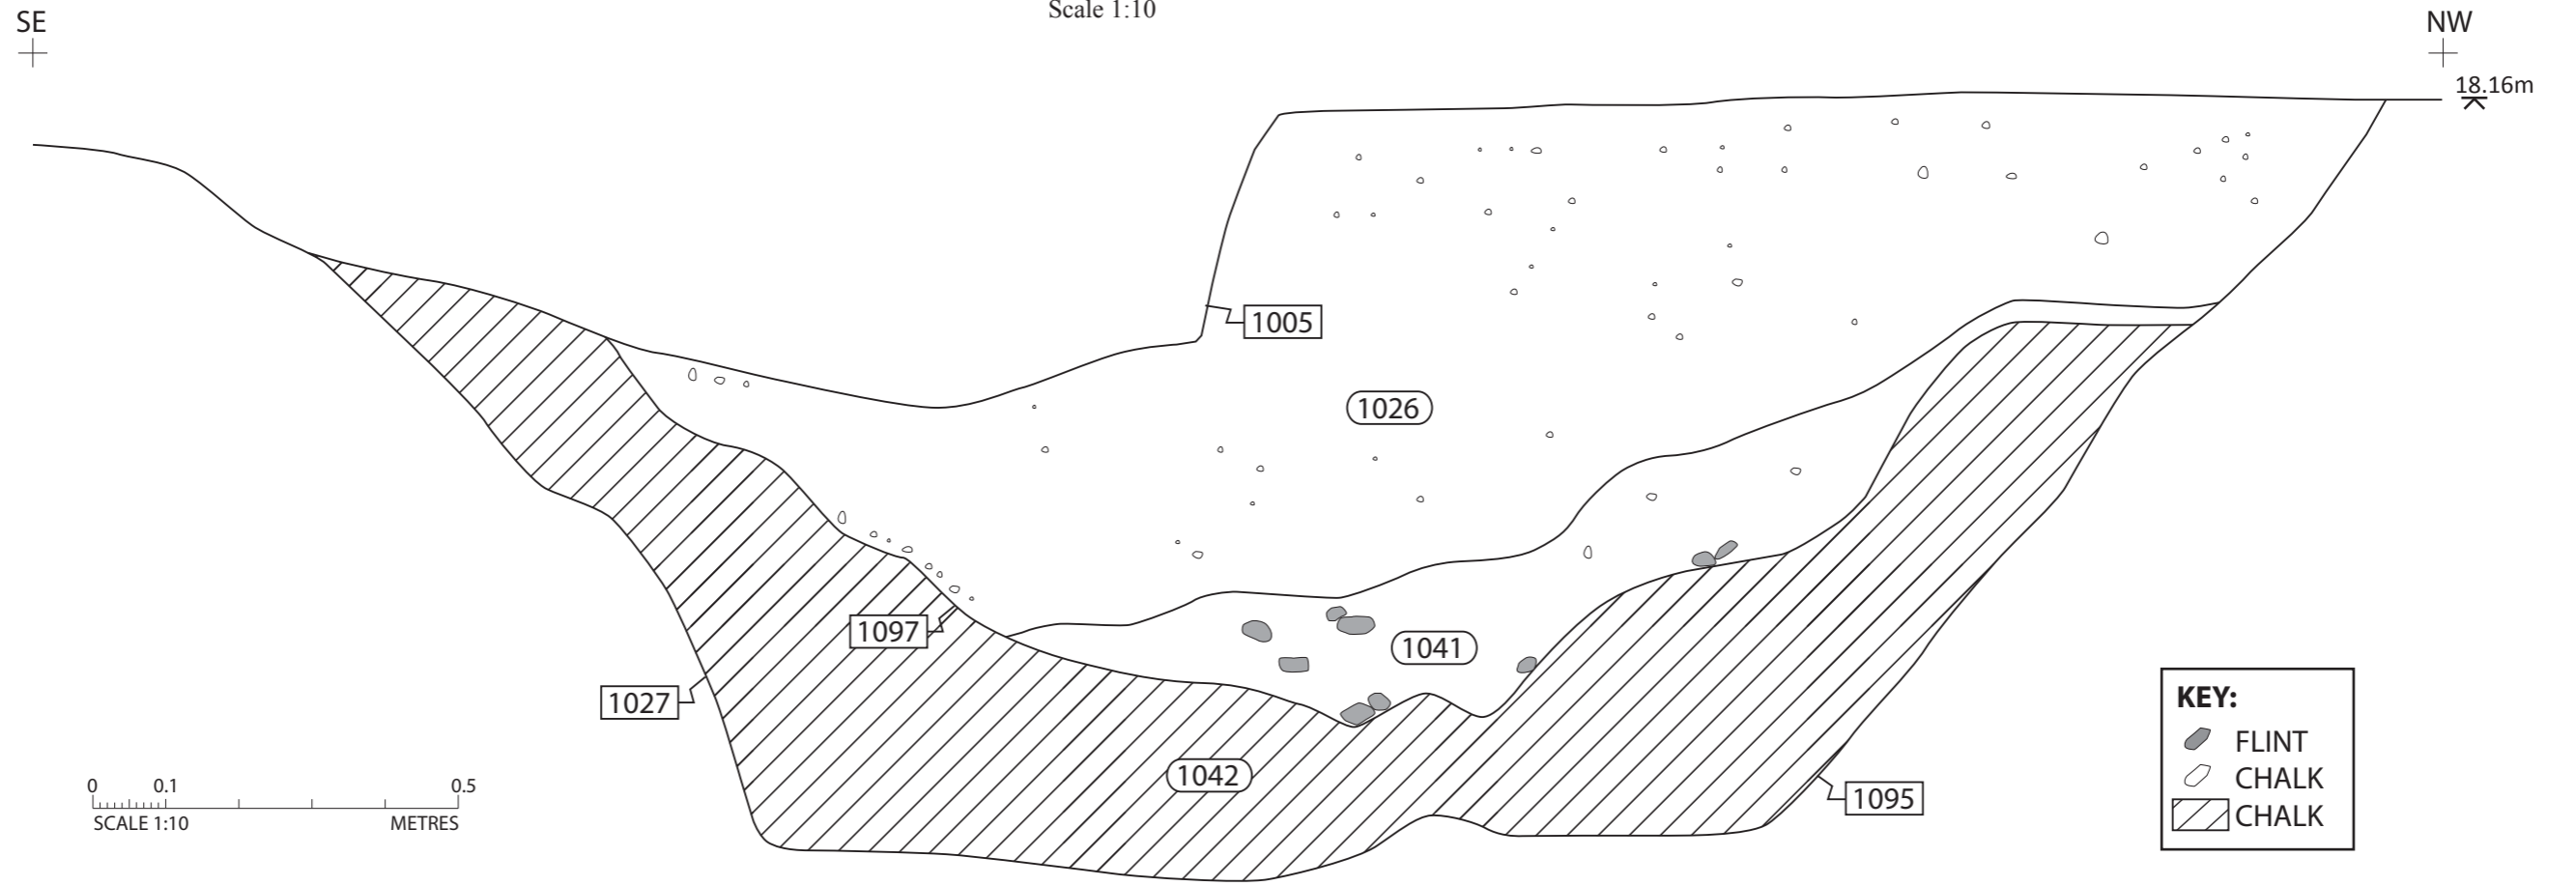 Scale 1:10
SE
NW
18.16m
1005
1026
1097
1041
1027
1042
1095
0 0.1 0.5
SCALE 1:10 METRES
KEY:
FLINT
CHALK
CHALK